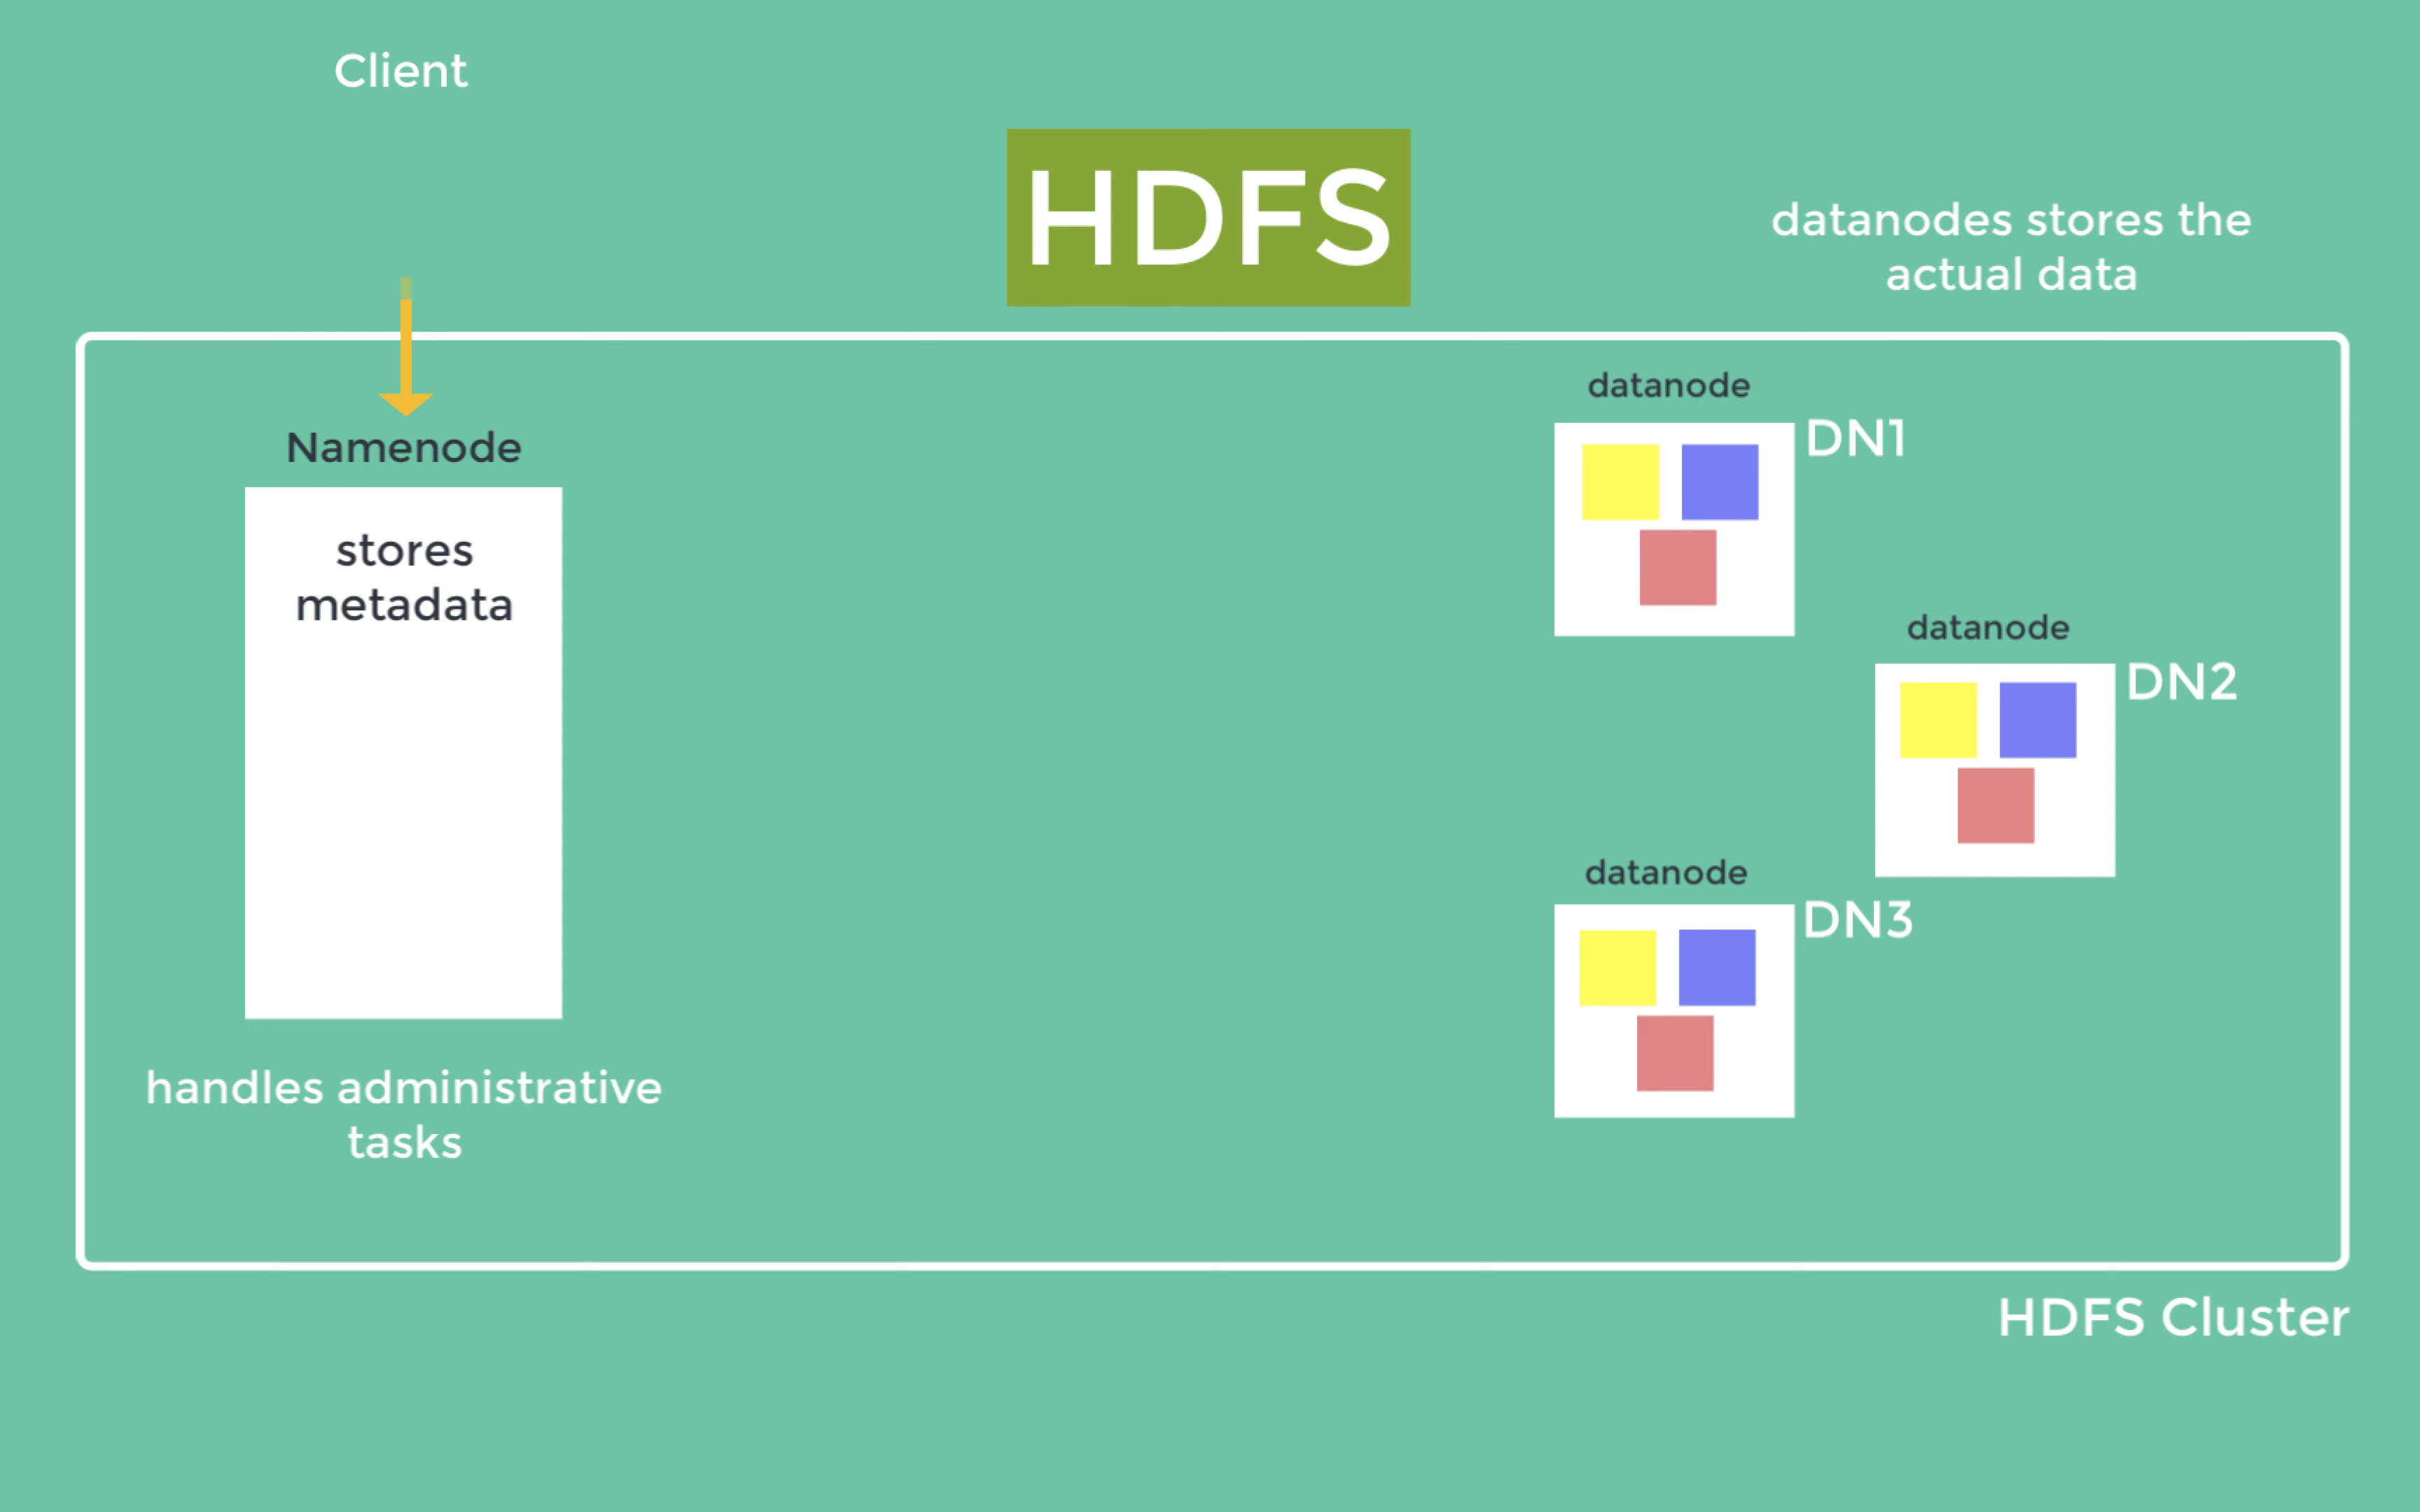 Client
HDFS
datanodes stores the
actual data
Namenode
stores
metadata
handles administrative
tasks
datanode
DN1
datanode
DN2
datanode
DN3
HDFS Cluster